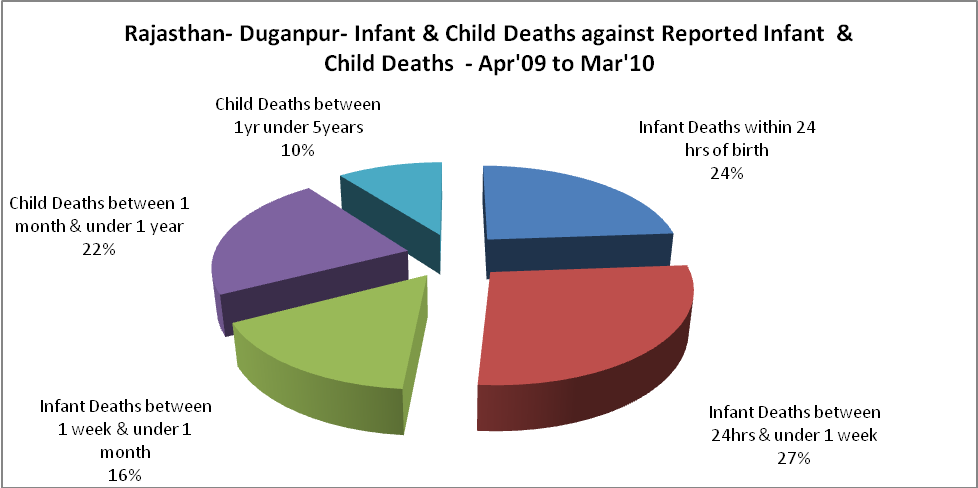 Rajasthan- Duganpur- Infant & Child Deaths against Reported Infant &
Child Deaths - Apr'09 to Mar'10
Child Deaths between
1yr under 5years
10%
Infant Deaths within 24
hrs of birth
24%
Child Deaths between 1
month & under 1 year
22%
Infant Deaths between
1 week & under 1
month
16%
Infant Deaths between
24hrs & under 1 week
27%